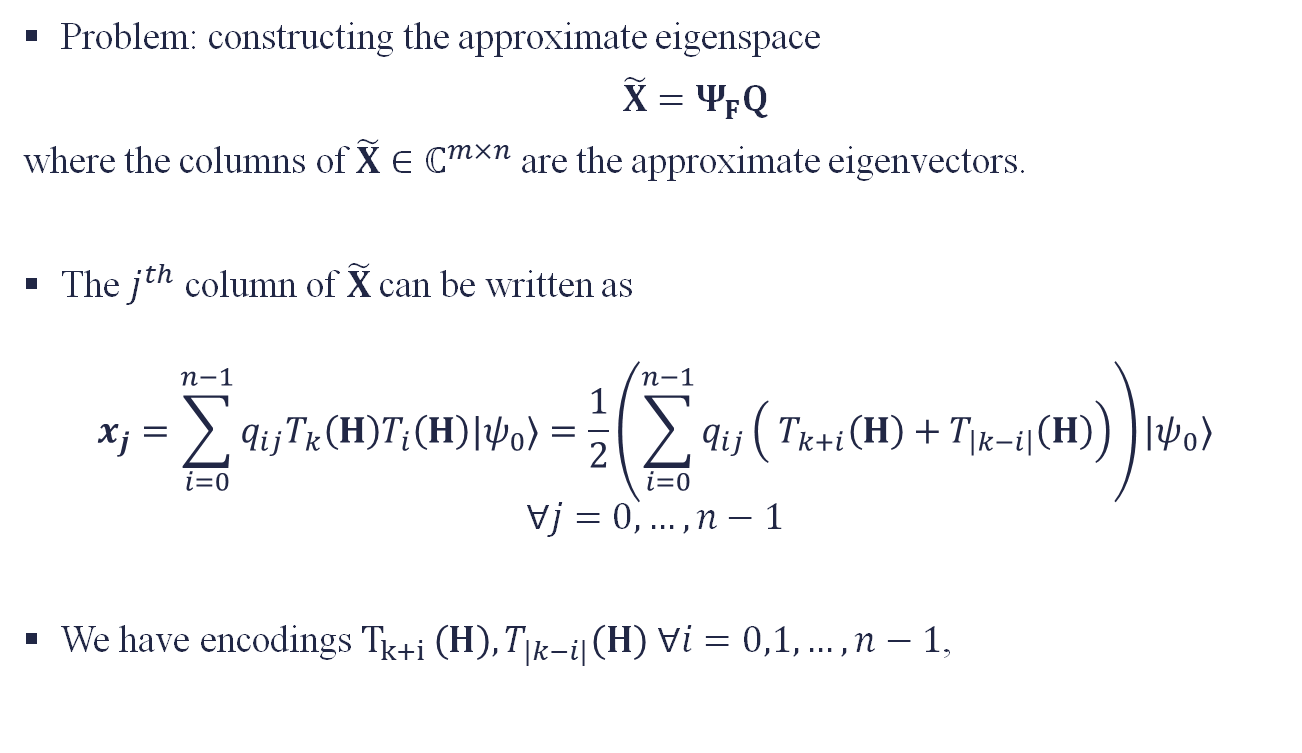 ▪ Problem: constructing the approximate eigenspace
X̃ = Ψ_F Q
where the columns of X̃ ∈ ℂ^{m×n} are the approximate eigenvectors.
▪ The j^{th} column of X̃ can be written as
x_j = ∑_{i=0}^{n−1} q_{ij}T_k(H)T_i(H)|ψ_0⟩ = 1/2 (∑_{i=0}^{n−1} q_{ij} (T_{k+i}(H) + T_{|k−i|}(H)))|ψ_0⟩
∀j = 0, … , n − 1
▪ We have encodings T_{k+i} (H), T_{|k−i|}(H) ∀i = 0,1, … , n − 1,